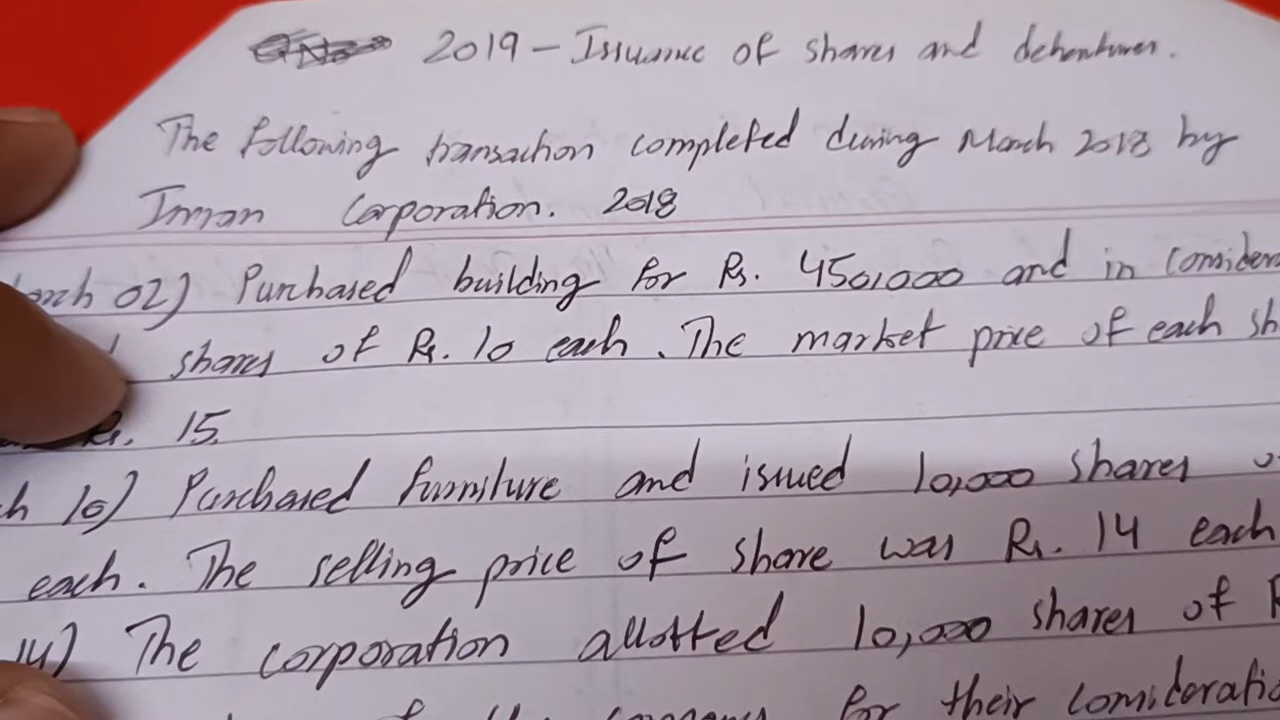 2019 - Issuance of shares and debentures.
The following transaction completed during March 2018 by
Imran Corporation. 2018
02) Purchased building for Rs. 450,000 and in
shares of Rs. 10 each. The market price of each
Rs. 15.
10) Purchased furniture and issued 10,000 shares
each. The selling price of share was Rs. 14 each
14) The corporation allotted 10,000 shares of
for their